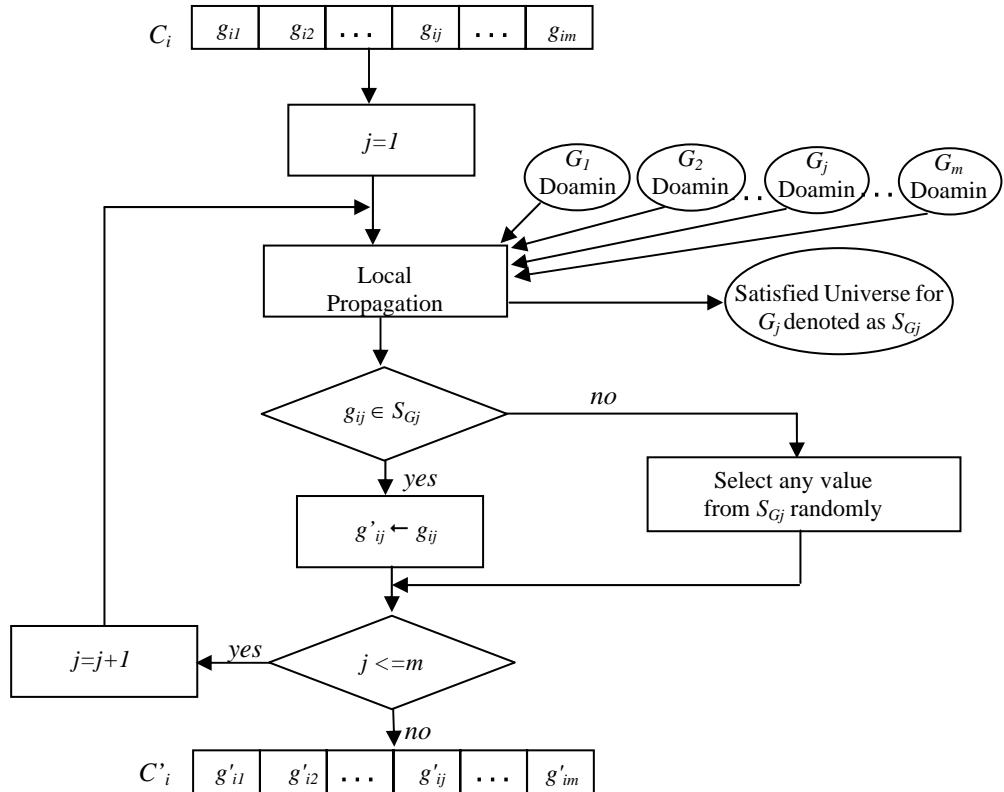 C_i g_i1 g_i2 ... g_ij ... g_im
j=1
G_1 Doamin
G_2 Doamin
...
G_j Doamin
...
G_m Doamin
Local
Propagation
Satisfied Universe for
G_j denoted as S_Gj
g_ij ∈ S_Gj
no
yes
Select any value
from S_Gj randomly
g'_ij ← g_ij
j=j+1
yes
j <=m
no
C'_i g'_i1 g'_i2 ... g'_ij ... g'_im